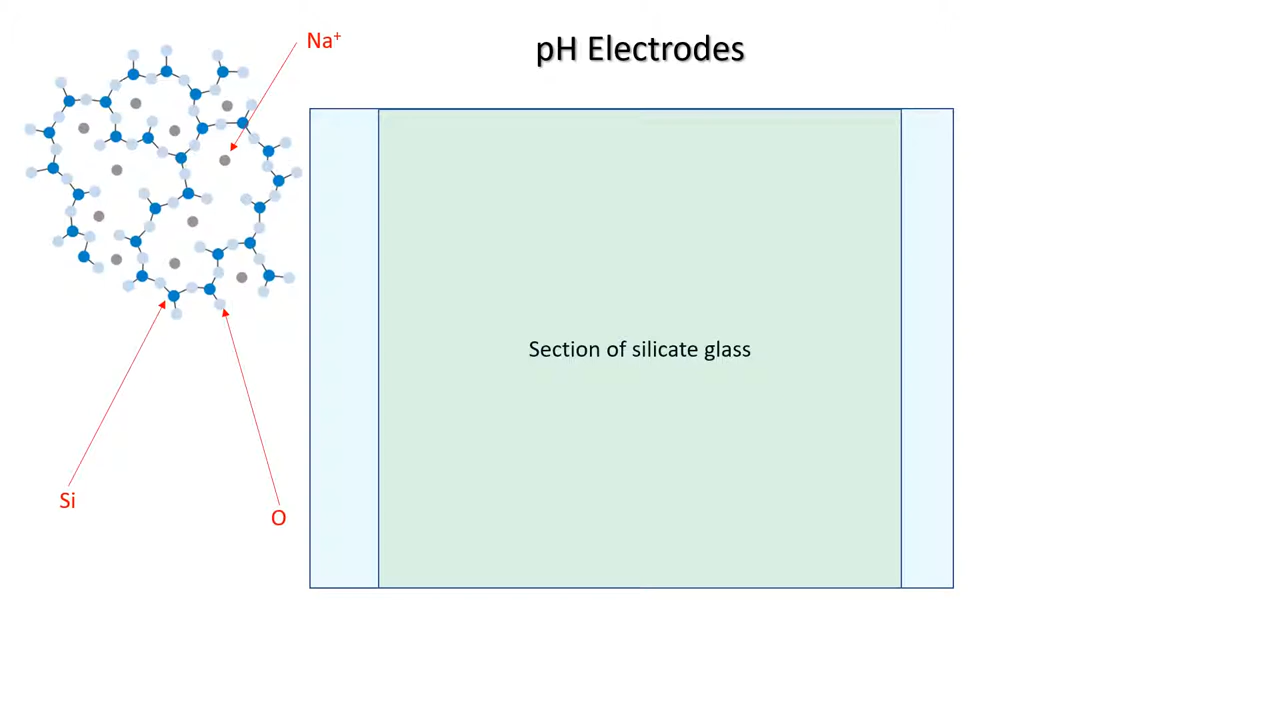 pH Electrodes
Na⁺
Section of silicate glass
Si
O